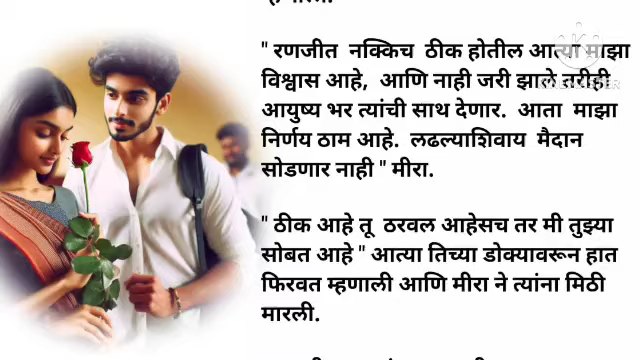 " रणजीत नक्किच ठीक होतील आत्या माझा
विश्वास आहे, आणि नाही जरी झाले तरीही
आयुष्य भर त्यांची साथ देणार. आता माझा
निर्णय ठाम आहे. लढल्याशिवाय मैदान
सोडणार नाही " मीरा.
" ठीक आहे तू ठरवल आहेसच तर मी तुझ्या
सोबत आहे " आत्या तिच्या डोक्यावरून हात
फिरवत म्हणाली आणि मीरा ने त्यांना मिठी
मारली.